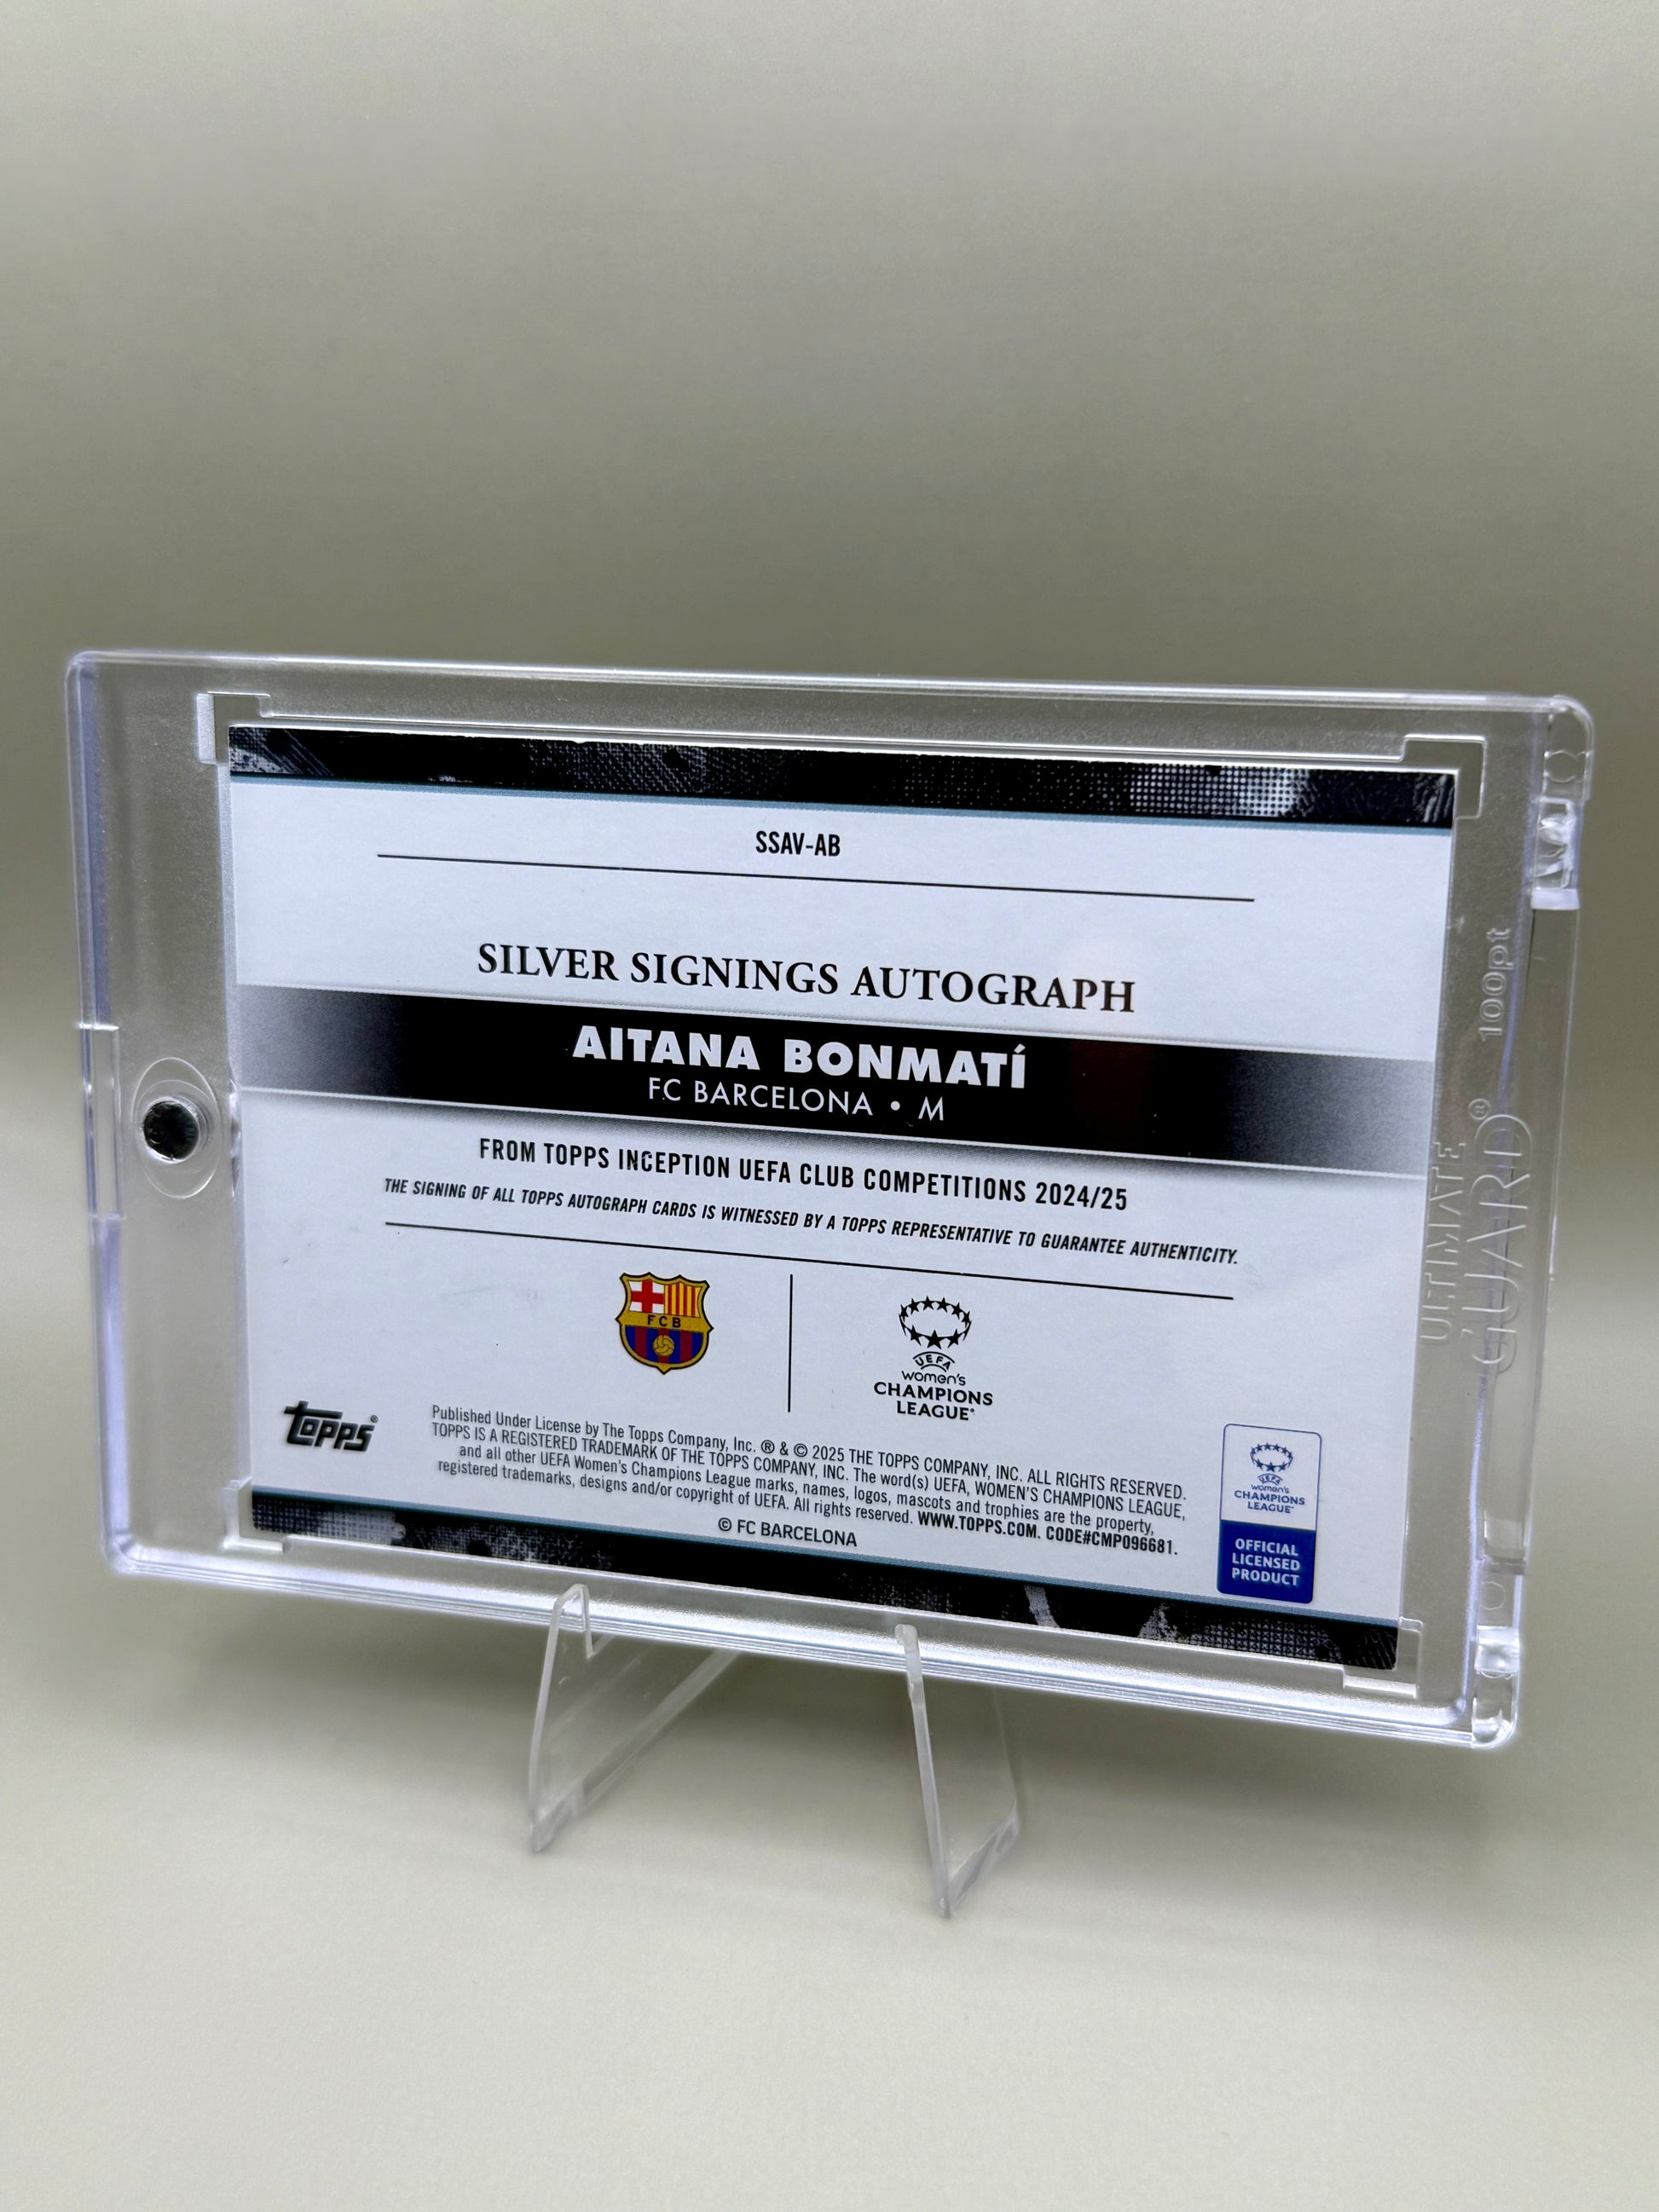 SSAV-AB
SILVER SIGNINGS AUTOGRAPH
AITANA BONMATÍ
FC BARCELONA • M
FROM TOPPS INCEPTION UEFA CLUB COMPETITIONS 2024/25
THE SIGNING OF ALL TOPPS AUTOGRAPH CARDS IS WITNESSED BY A TOPPS REPRESENTATIVE TO GUARANTEE AUTHENTICITY.
FCB
UEFA
women's
CHAMPIONS
LEAGUE®
TOPPS®
Published Under License by The Topps Company, Inc. ® & © 2025 THE TOPPS COMPANY, INC. ALL RIGHTS RESERVED.
TOPPS IS A REGISTERED TRADEMARK OF THE TOPPS COMPANY, INC. The word(s) UEFA, WOMEN'S CHAMPIONS LEAGUE,
and all other UEFA Women's Champions League marks, names, logos, mascots and trophies are the property,
registered trademarks, designs and/or copyright of UEFA. All rights reserved. WWW.TOPPS.COM. CODE#CMP096681.
© FC BARCELONA
UEFA
women's
CHAMPIONS
LEAGUE®
OFFICIAL
LICENSED
PRODUCT
ULTIMATE
GUARD®
100pt